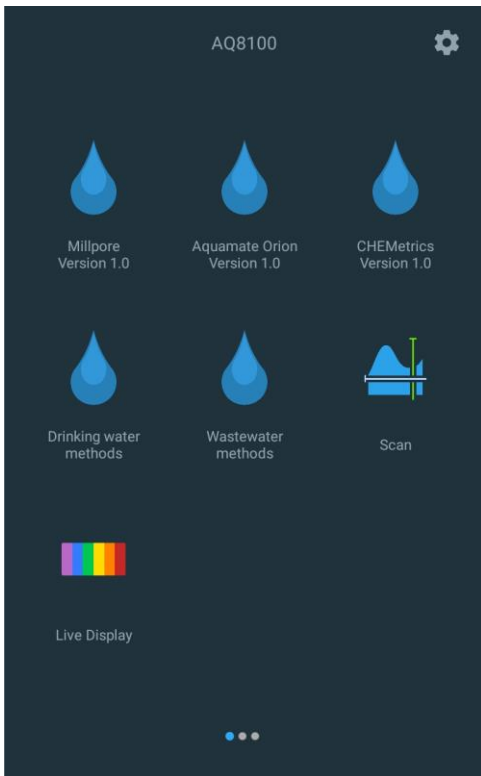 AQ8100
Millpore
Version 1.0
Aquamate Orion
Version 1.0
CHEMetrics
Version 1.0
Drinking water
methods
Wastewater
methods
Scan
Live Display